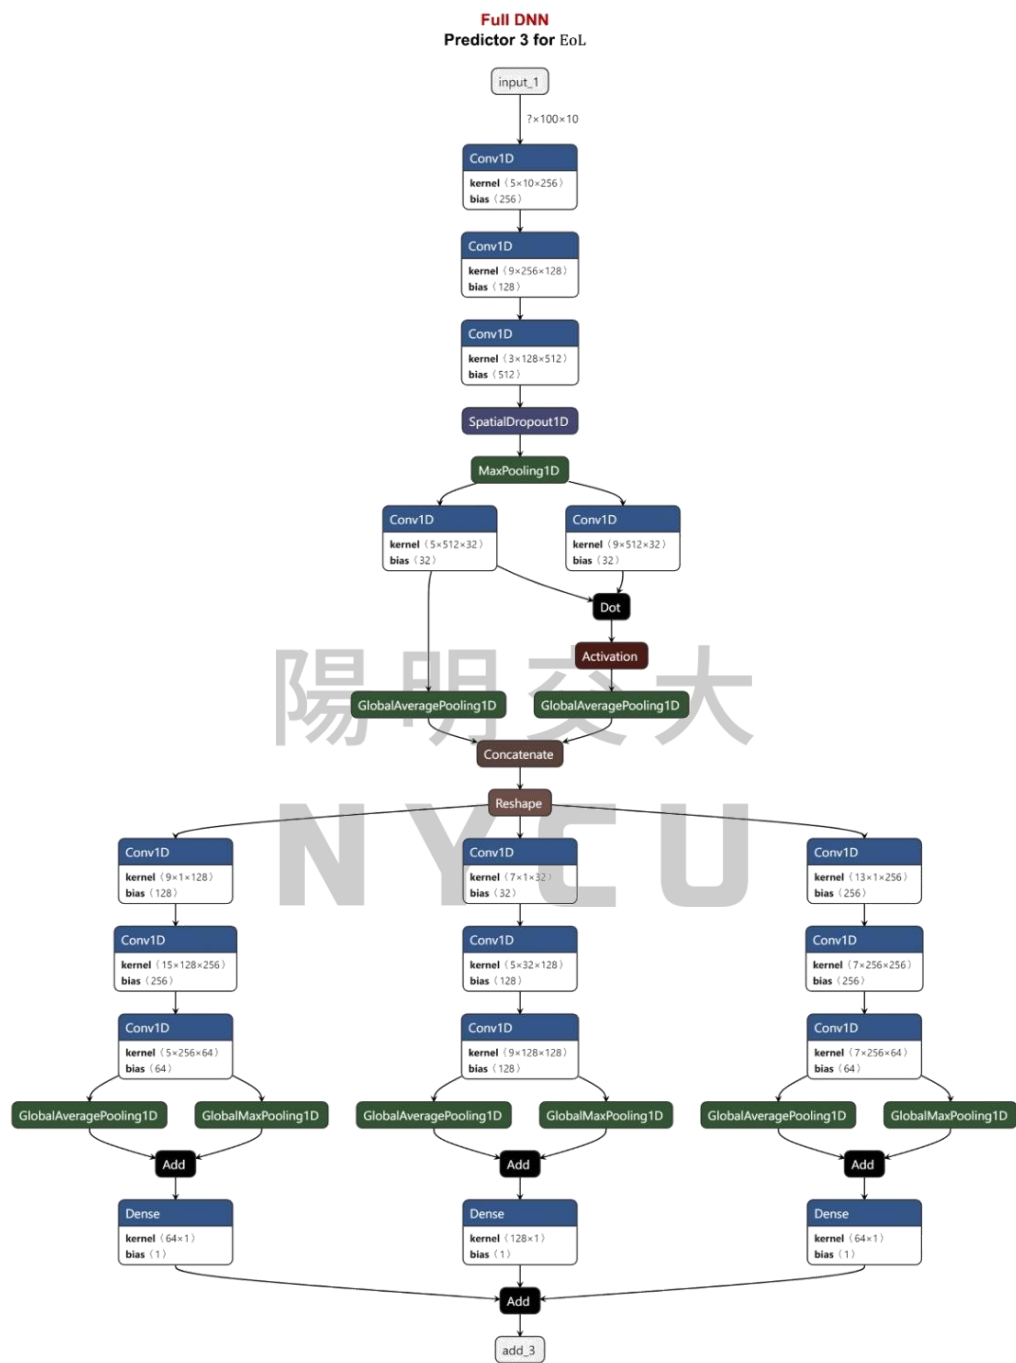 Full DNN
Predictor 3 for EoL
input_1
?×100×10
Conv1D
kernel (5×10×256)
bias (256)
Conv1D
kernel (9×256×128)
bias (128)
Conv1D
kernel (3×128×512)
bias (512)
SpatialDropout1D
MaxPooling1D
Conv1D
kernel (5×512×32)
bias (32)
Conv1D
kernel (9×512×32)
bias (32)
Dot
Activation
陽明交大
GlobalAveragePooling1D
GlobalAveragePooling1D
Concatenate
Reshape
NYCU
Conv1D
kernel (9×1×128)
bias (128)
Conv1D
kernel (7×1×32)
bias (32)
Conv1D
kernel (13×1×256)
bias (256)
Conv1D
kernel (15×128×256)
bias (256)
Conv1D
kernel (5×32×128)
bias (128)
Conv1D
kernel (7×256×256)
bias (256)
Conv1D
kernel (5×256×64)
bias (64)
Conv1D
kernel (9×128×128)
bias (128)
Conv1D
kernel (7×256×64)
bias (64)
GlobalAveragePooling1D
GlobalMaxPooling1D
GlobalAveragePooling1D
GlobalMaxPooling1D
GlobalAveragePooling1D
GlobalMaxPooling1D
Add
Add
Add
Dense
kernel (64×1)
bias (1)
Dense
kernel (128×1)
bias (1)
Dense
kernel (64×1)
bias (1)
Add
add_3